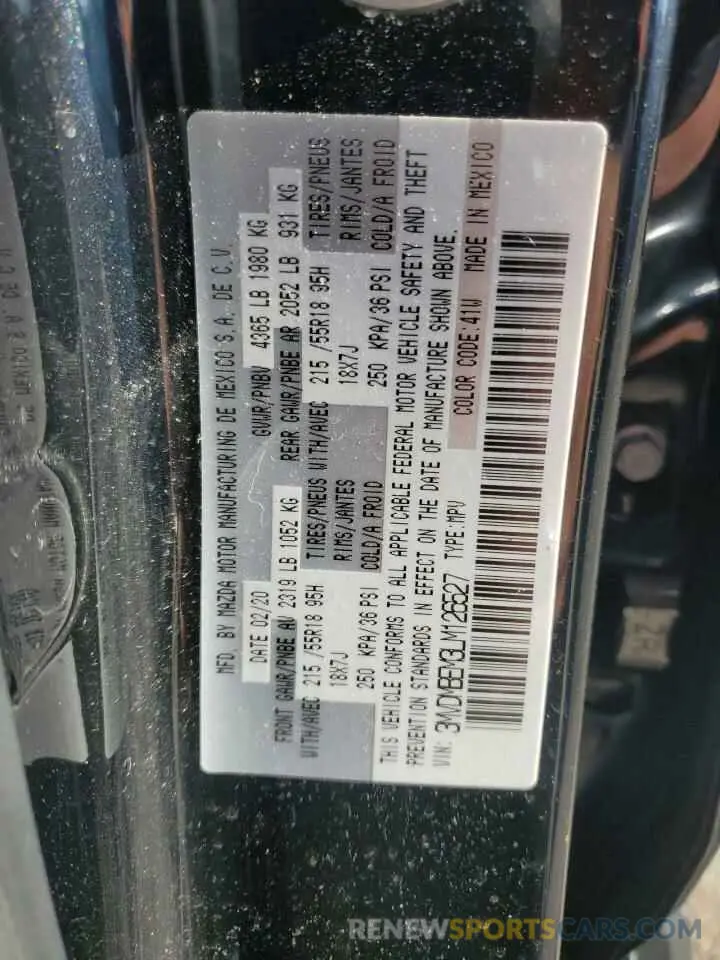 MFD. BY MAZDA MOTOR MANUFACTURING DE MEXICO S.A. DE C.V.
DATE 02/20 GVWR/PNBV 4365 LB 1980 KG
FRONT GAWR/PNBE AV 2319 LB 1052 KG REAR GAWR/PNBE AR 2052 LB 931 KG
WITH/AVEC 215 /55R18 95H TIRES/PNEUS WITH/AVEC 215 /55R18 95H TIRES/PNEUS
18X7J RIMS/JANTES 18X7J RIMS/JANTES
250 KPA/36 PSI COLD/A FROID 250 KPA/36 PSI COLD/A FROID
THIS VEHICLE CONFORMS TO ALL APPLICABLE FEDERAL MOTOR VEHICLE SAFETY AND THEFT
PREVENTION STANDARDS IN EFFECT ON THE DATE OF MANUFACTURE SHOWN ABOVE.
VIN: 3MVDMBEM3LM126627 TYPE:MPV COLOR CODE:41W MADE IN MEXICO
RENEWSPORTSCARS.COM